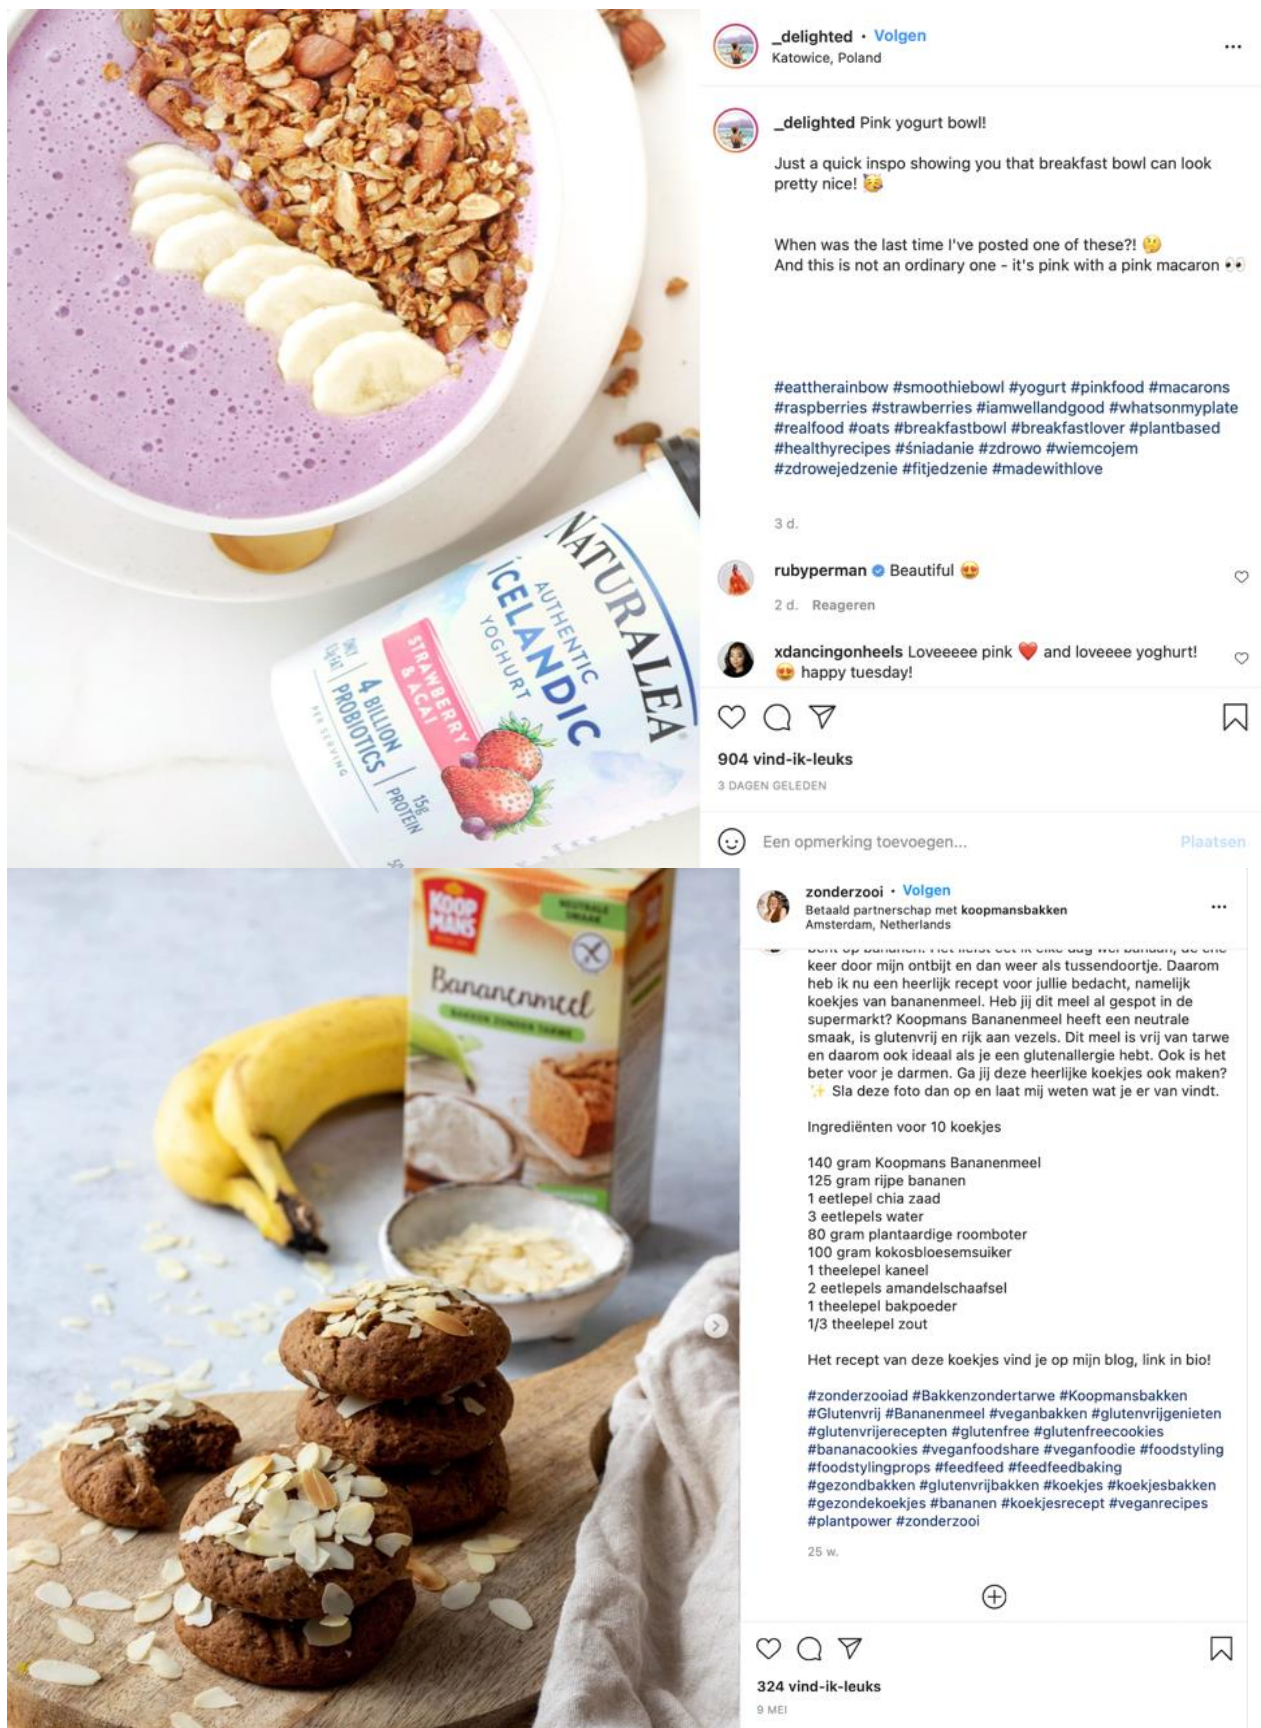 _delighted • Volgen
Katowice, Poland
_delighted Pink yogurt bowl!
Just a quick inspo showing you that breakfast bowl can look
pretty nice! 🥳
When was the last time I've posted one of these?! 🤔
And this is not an ordinary one - it's pink with a pink macaron 👀
#eattherainbow #smoothiebowl #yogurt #pinkfood #macarons
#raspberries #strawberries #iamwellandgood #whatsonmyplate
#realfood #oats #breakfastbowl #breakfastlover #plantbased
#healthyrecipes #śniadanie #zdrowo #wiemcojem
#zdrowejedzenie #fitjedzenie #madewithlove
3 d.
rubyperman Beautiful 😍
2 d. Reageren
xdancingonheels Loveeeee pink ❤️ and loveeee yoghurt!
😍 happy tuesday!
904 vind-ik-leuks
3 DAGEN GELEDEN
Een opmerking toevoegen...
Plaatsen
NATURALEA
AUTHENTIC
ICELANDIC
YOGHURT
STRAWBERRY
& ACAI
ONLY
FAT
4 BILLION
PROBIOTICS
PER SERVING
15g
PROTEIN
KOOP
MANS
NEUTRALE
SMAAK
Bananenmeel
BAKKEN ZONDER TARWE
zonderzooi • Volgen
Betaald partnerschap met koopmansbakken
Amsterdam, Netherlands
keer door mijn ontbijt en dan weer als tussendoortje. Daarom
heb ik nu een heerlijk recept voor jullie bedacht, namelijk
koekjes van bananenmeel. Heb jij dit meel al gespot in de
supermarkt? Koopmans Bananenmeel heeft een neutrale
smaak, is glutenvrij en rijk aan vezels. Dit meel is vrij van tarwe
en daarom ook ideaal als je een glutenallergie hebt. Ook is het
beter voor je darmen. Ga jij deze heerlijke koekjes ook maken?
✨ Sla deze foto dan op en laat mij weten wat je er van vindt.
Ingrediënten voor 10 koekjes
140 gram Koopmans Bananenmeel
125 gram rijpe bananen
1 eetlepel chia zaad
3 eetlepels water
80 gram plantaardige roomboter
100 gram kokosbloesemsuiker
1 theelepel kaneel
2 eetlepels amandelschaafsel
1 theelepel bakpoeder
1/3 theelepel zout
Het recept van deze koekjes vind je op mijn blog, link in bio!
#zonderzooiad #Bakkenzondertarwe #Koopmansbakken
#Glutenvrij #Bananenmeel #veganbakken #glutenvrijgenieten
#glutenvrijerecepten #glutenfree #glutenfreecookies
#bananacookies #veganfoodshare #veganfoodie #foodstyling
#foodstylingprops #feedfeed #feedfeedbaking
#gezondbakken #glutenvrijbakken #koekjes #koekjesbakken
#gezondekoekjes #bananen #koekjesrecept #veganrecipes
#plantpower #zonderzooi
25 w.
324 vind-ik-leuks
9 MEI